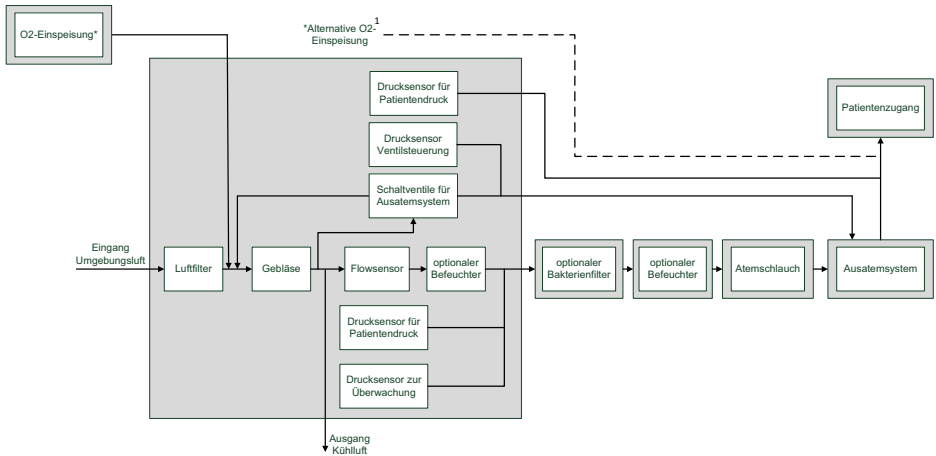 O2-Einspeisung*
*Alternative O2-1
Einspeisung
Drucksensor für
Patientendruck
Patientenzugang
Drucksensor
Ventilsteuerung
Schaltventile für
Ausatemsystem
Eingang
Umgebungsluft
Luftfilter
Gebläse
Flowsensor
optionaler
Befeuchter
optionaler
Bakterienfilter
optionaler
Befeuchter
Atemschlauch
Ausatemsystem
Drucksensor für
Patientendruck
Drucksensor zur
Überwachung
Ausgang
Kühlluft